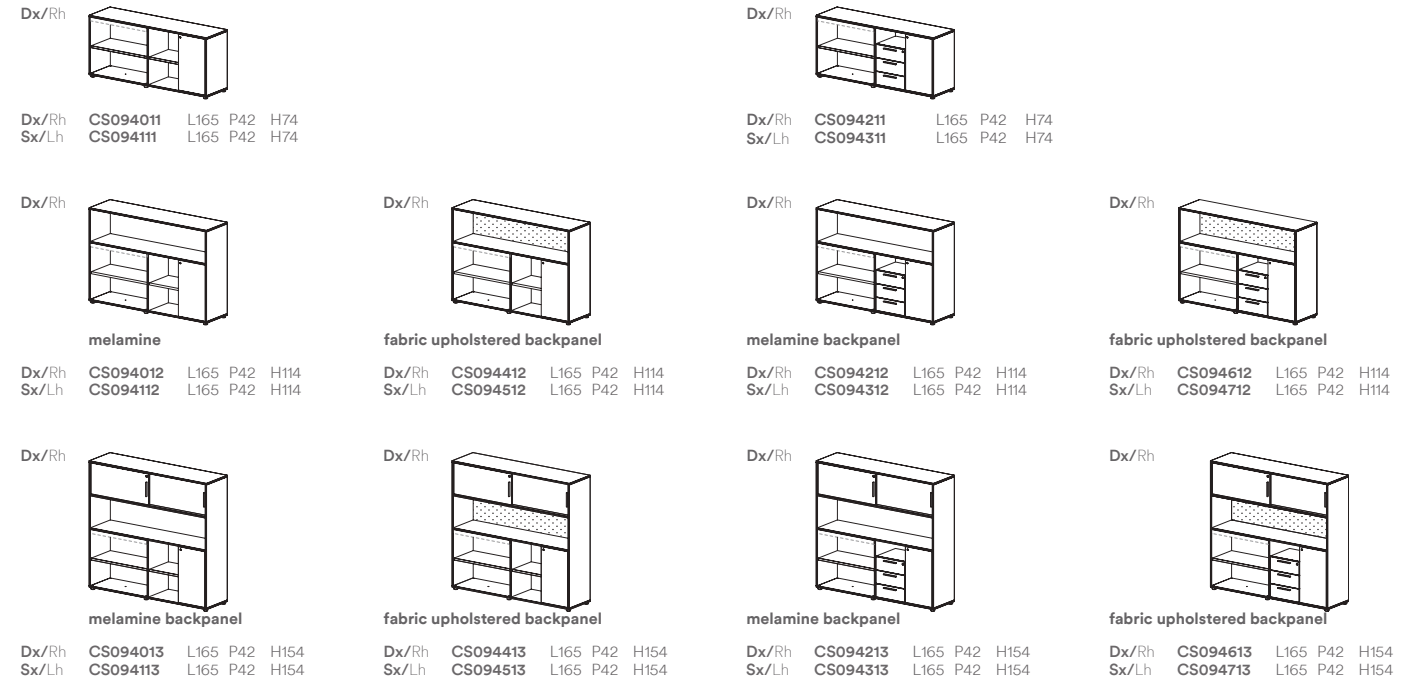 Dx/Rh
Dx/Rh
Dx/Rh CS094011 L165 P42 H74
Sx/Lh CS094111 L165 P42 H74
Dx/Rh CS094211 L165 P42 H74
Sx/Lh CS094311 L165 P42 H74
Dx/Rh
Dx/Rh
Dx/Rh
Dx/Rh
melamine
fabric upholstered backpanel
melamine backpanel
fabric upholstered backpanel
Dx/Rh CS094012 L165 P42 H114
Sx/Lh CS094112 L165 P42 H114
Dx/Rh CS094412 L165 P42 H114
Sx/Lh CS094512 L165 P42 H114
Dx/Rh CS094212 L165 P42 H114
Sx/Lh CS094312 L165 P42 H114
Dx/Rh CS094612 L165 P42 H114
Sx/Lh CS094712 L165 P42 H114
Dx/Rh
Dx/Rh
Dx/Rh
Dx/Rh
melamine backpanel
fabric upholstered backpanel
melamine backpanel
fabric upholstered backpanel
Dx/Rh CS094013 L165 P42 H154
Sx/Lh CS094113 L165 P42 H154
Dx/Rh CS094413 L165 P42 H154
Sx/Lh CS094513 L165 P42 H154
Dx/Rh CS094213 L165 P42 H154
Sx/Lh CS094313 L165 P42 H154
Dx/Rh CS094613 L165 P42 H154
Sx/Lh CS094713 L165 P42 H154